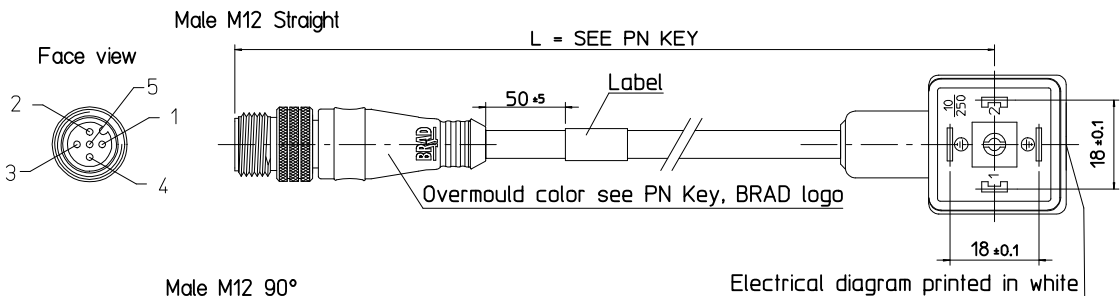 Male M12 Straight
L = SEE PN KEY
Face view
2
5
1
3
4
50 ±5
Label
BRAD
10
250
2
1
18 ±0.1
Overmould color see PN Key, BRAD logo
18 ±0.1
Male M12 90°
Electrical diagram printed in white